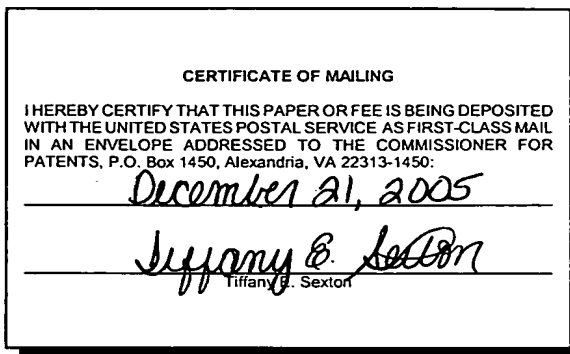 CERTIFICATE OF MAILING
I HEREBY CERTIFY THAT THIS PAPER OR FEE IS BEING DEPOSITED
WITH THE UNITED STATES POSTAL SERVICE AS FIRST-CLASS MAIL
IN AN ENVELOPE ADDRESSED TO THE COMMISSIONER FOR
PATENTS, P.O. Box 1450, Alexandria, VA 22313-1450:
December 21, 2005
Tiffany E. Sexton
Tiffany E. Sexton